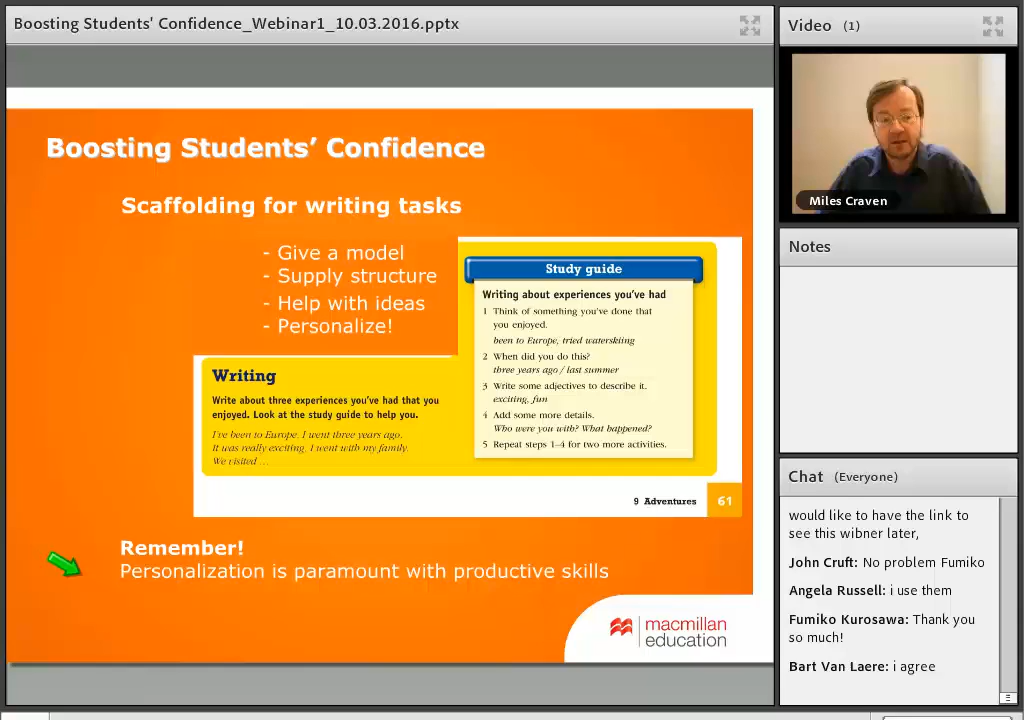 Boosting Students' Confidence_Webinar1_10.03.2016.pptx
Boosting Students' Confidence
Scaffolding for writing tasks
- Give a model
- Supply structure
- Help with ideas
- Personalize!
Study guide
Writing about experiences you've had
1 Think of something you've done that
you enjoyed.
been to Europe, tried waterskiing
2 When did you do this?
three years ago / last summer
3 Write some adjectives to describe it.
exciting, fun
4 Add some more details.
Who were you with? What happened?
5 Repeat steps 1–4 for two more activities.
Writing
Write about three experiences you've had that you
enjoyed. Look at the study guide to help you.
I've been to Europe. I went three years ago.
It was really exciting. I went with my family.
We visited ...
9 Adventures 61
Remember!
Personalization is paramount with productive skills
macmillan
education
Video (1)
Miles Craven
Notes
Chat (Everyone)
would like to have the link to
see this wibner later,
John Cruft: No problem Fumiko
Angela Russell: i use them
Fumiko Kurosawa: Thank you
so much!
Bart Van Laere: i agree